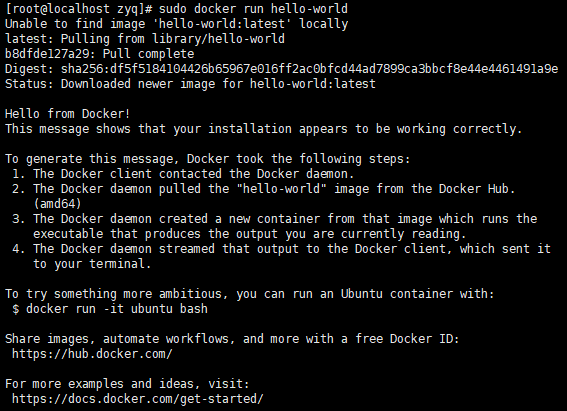 [root@localhost zyq]# sudo docker run hello-world
Unable to find image 'hello-world:latest' locally
latest: Pulling from library/hello-world
b8dfde127a29: Pull complete
Digest: sha256:df5f5184104426b65967e016ff2ac0bfcd44ad7899ca3bbcf8e44e4461491a9e
Status: Downloaded newer image for hello-world:latest

Hello from Docker!
This message shows that your installation appears to be working correctly.

To generate this message, Docker took the following steps:
 1. The Docker client contacted the Docker daemon.
 2. The Docker daemon pulled the "hello-world" image from the Docker Hub.
    (amd64)
 3. The Docker daemon created a new container from that image which runs the
    executable that produces the output you are currently reading.
 4. The Docker daemon streamed that output to the Docker client, which sent it
    to your terminal.

To try something more ambitious, you can run an Ubuntu container with:
 $ docker run -it ubuntu bash

Share images, automate workflows, and more with a free Docker ID:
 https://hub.docker.com/

For more examples and ideas, visit:
 https://docs.docker.com/get-started/